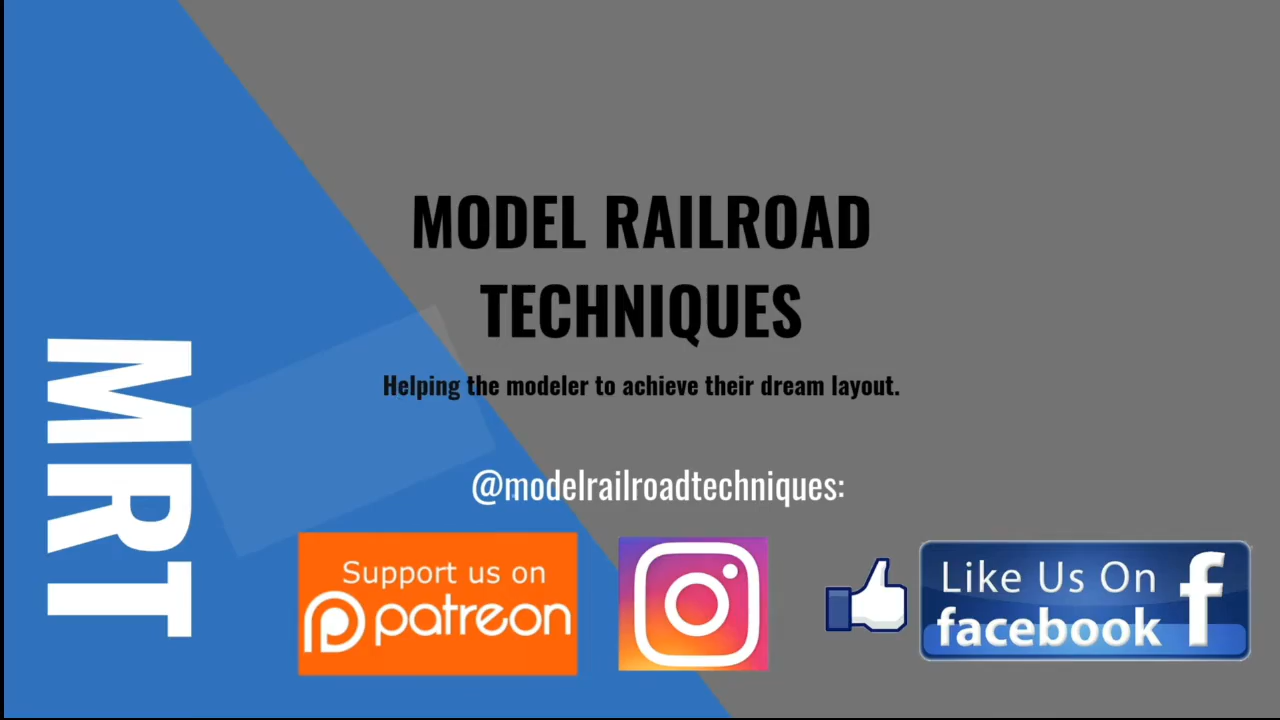 MODEL RAILROAD
TECHNIQUES
Helping the modeler to achieve their dream layout.
MRT
@modelrailroadtechniques:
Support us on
patreon
Like Us On
facebook
f